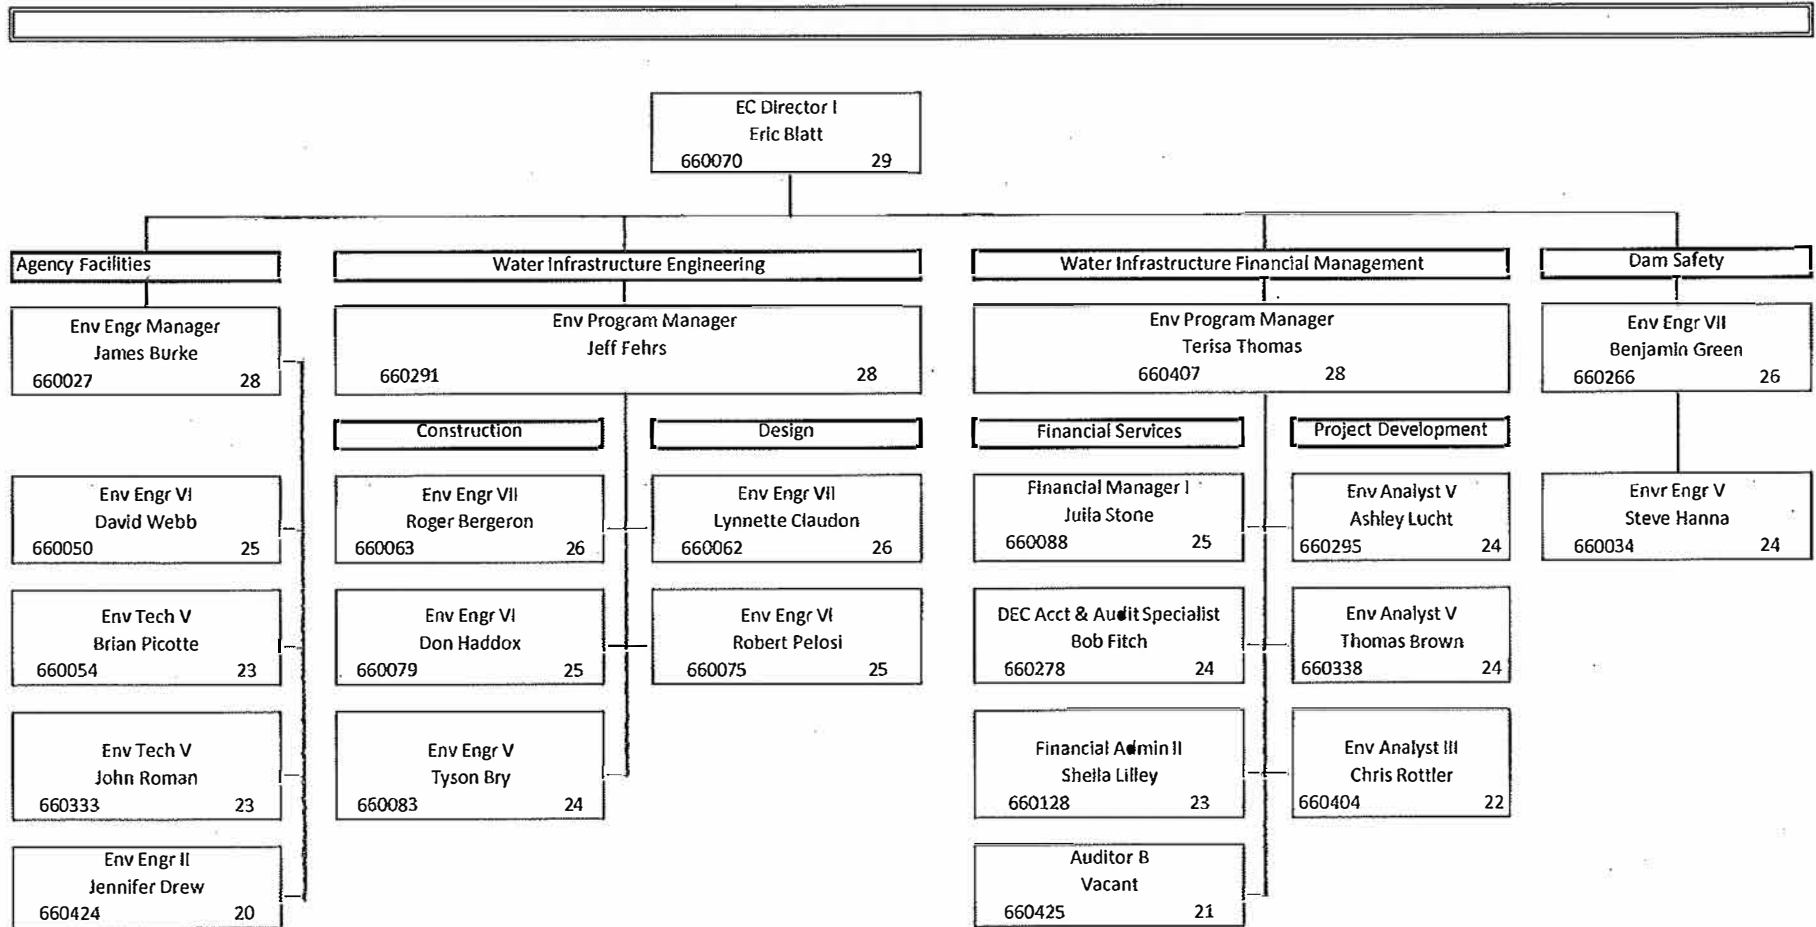 EC Director I
Eric Blatt
660070 29
Agency Facilities
Env Engr Manager
James Burke
660027 28
Env Engr VI
David Webb
660050 25
Env Tech V
Brian Picotte
660054 23
Env Tech V
John Roman
660333 23
Env Engr II
Jennifer Drew
660424 20
Water Infrastructure Engineering
Env Program Manager
Jeff Fehrs
660291 28
Construction
Env Engr VII
Roger Bergeron
660063 26
Env Engr VI
Don Haddox
660079 25
Env Engr V
Tyson Bry
660083 24
Design
Env Engr VII
Lynnette Claudon
660062 26
Env Engr VI
Robert Pelosi
660075 25
Water Infrastructure Financial Management
Env Program Manager
Terisa Thomas
660407 28
Financial Services
Financial Manager I
Juila Stone
660088 25
DEC Acct & Audit Specialist
Bob Fitch
660278 24
Financial Admin II
Sheila Lilley
660128 23
Auditor B
Vacant
660425 21
Project Development
Env Analyst V
Ashley Lucht
660295 24
Env Analyst V
Thomas Brown
660338 24
Env Analyst III
Chris Rottler
660404 22
Dam Safety
Env Engr VII
Benjamin Green
660266 26
Envr Engr V
Steve Hanna
660034 24